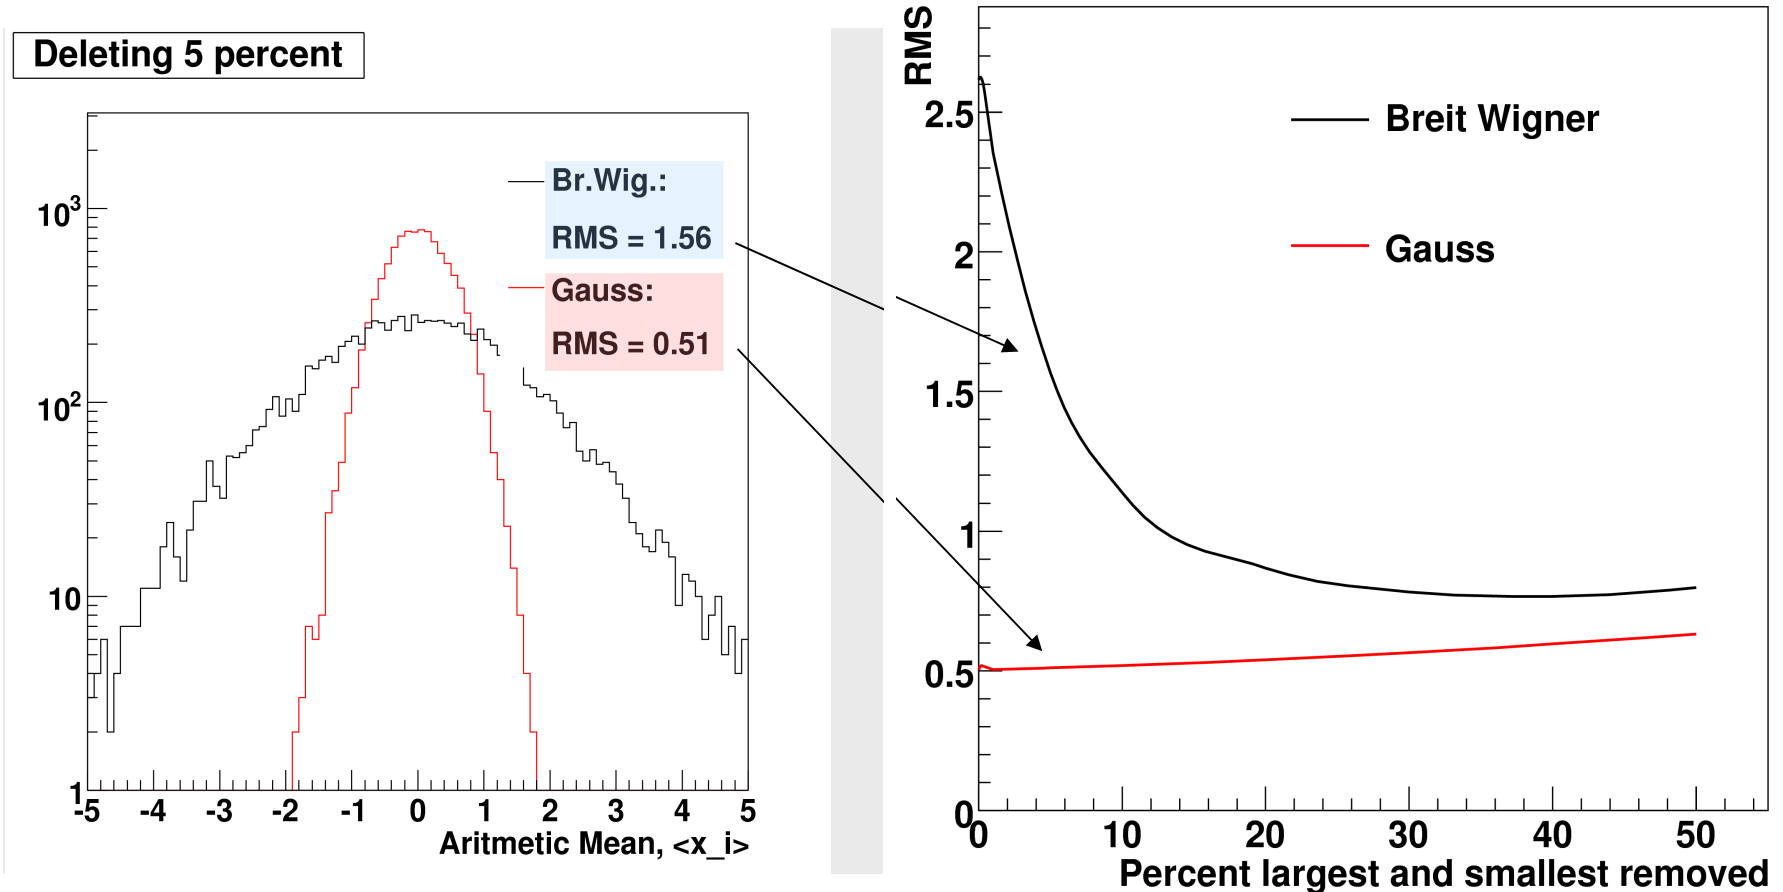 Deleting 5 percent
10³
10²
10
1
Br.Wig.:
RMS = 1.56
Gauss:
RMS = 0.51
-5 -4 -3 -2 -1 0 1 2 3 4 5
Aritmetic Mean, <x_i>
RMS
2.5
2
1.5
1
0.5
0
Breit Wigner
Gauss
0 10 20 30 40 50
Percent largest and smallest removed